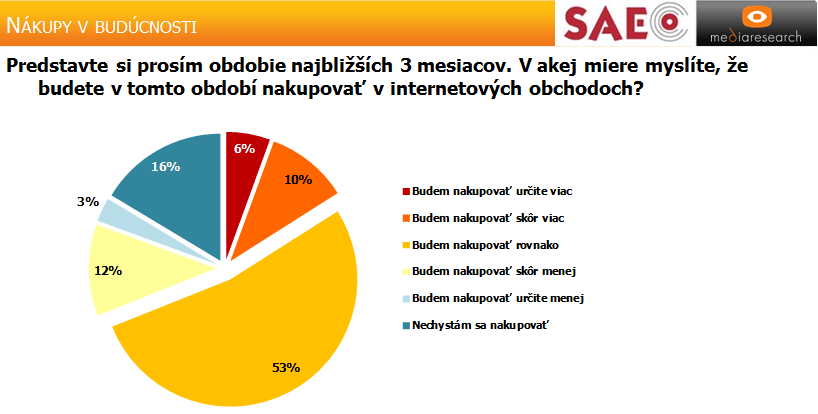 NÁKUPY V BUDÚCNOSTI
SAEC
mediaresearch
Predstavte si prosím obdobie najbližších 3 mesiacov. V akej miere myslíte, že
budete v tomto období nakupovať v internetových obchodoch?
6%
10%
16%
3%
12%
53%
Budem nakupovať určite viac
Budem nakupovať skôr viac
Budem nakupovať rovnako
Budem nakupovať skôr menej
Budem nakupovať určite menej
Nechystám sa nakupovať